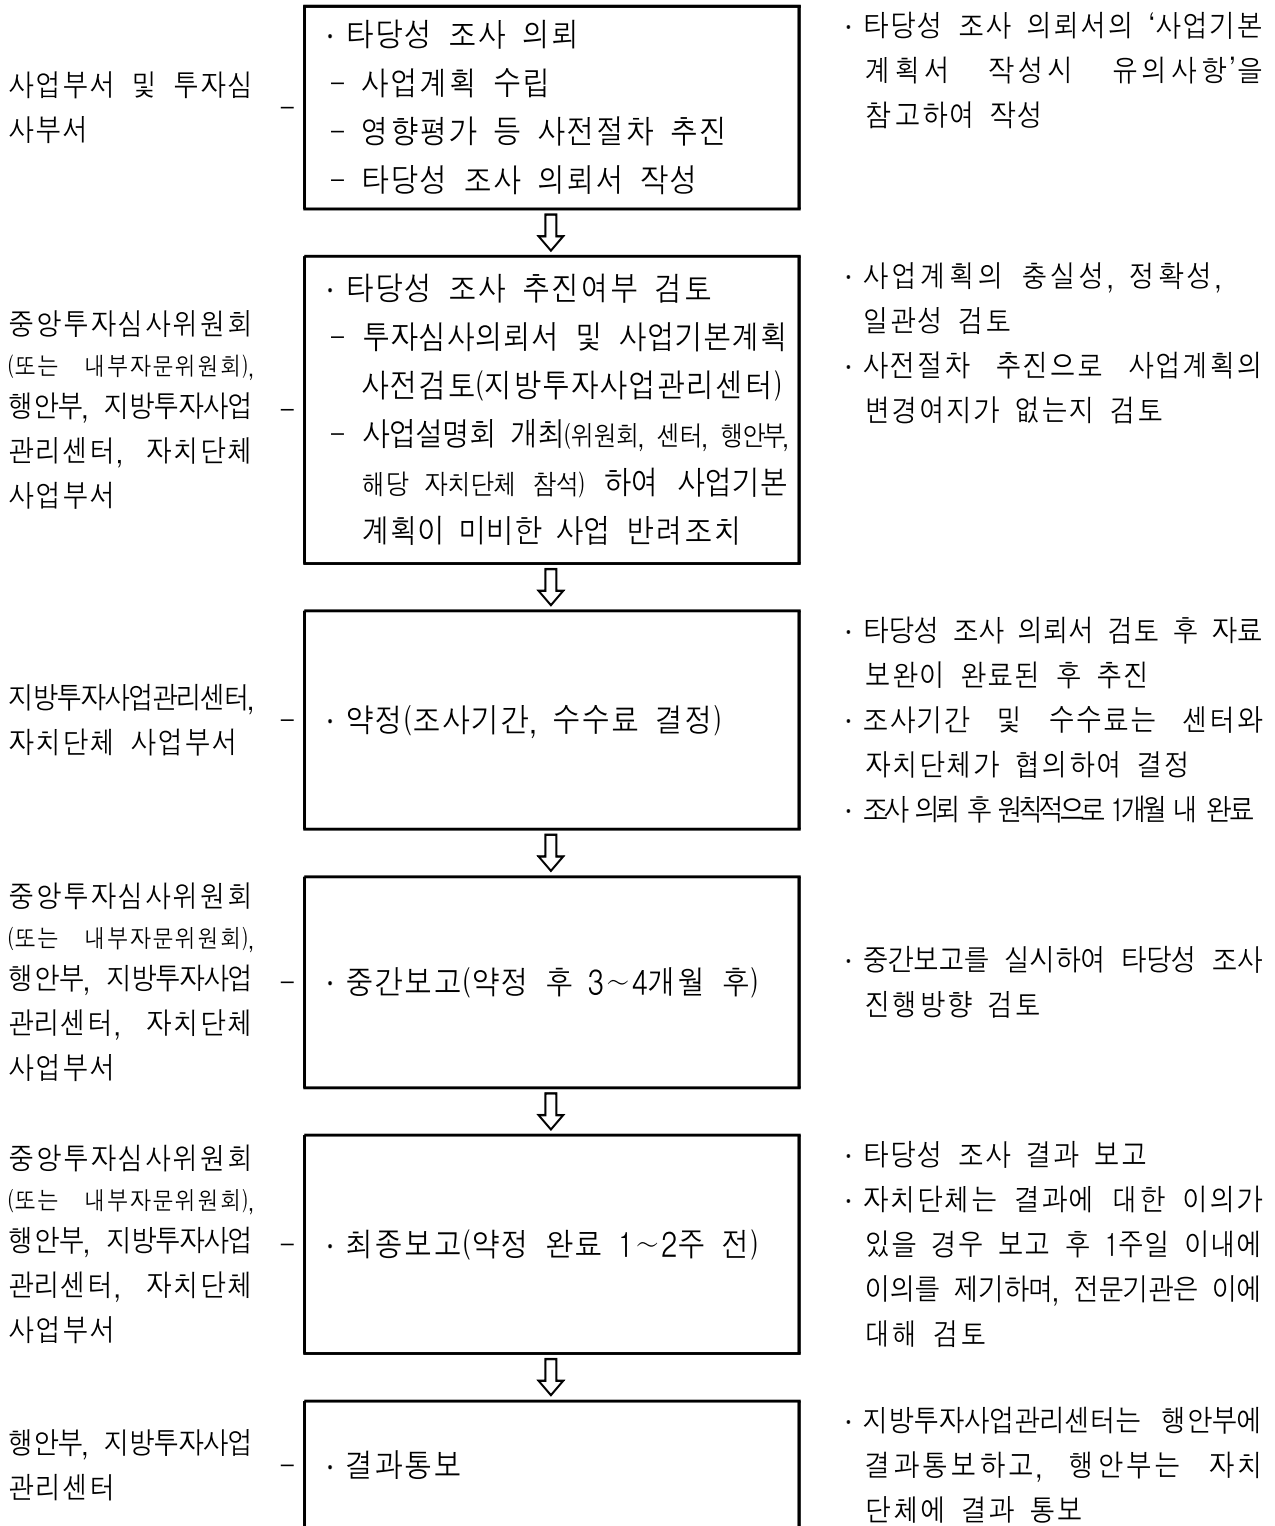 사업부서 및 투자심
사부서
–
· 타당성 조사 의뢰
– 사업계획 수립
– 영향평가 등 사전절차 추진
– 타당성 조사 의뢰서 작성
· 타당성 조사 의뢰서의 ‘사업기본
계획서 작성시 유의사항’을
참고하여 작성
중앙투자심사위원회
(또는 내부자문위원회),
행안부, 지방투자사업
관리센터, 자치단체
사업부서
–
· 타당성 조사 추진여부 검토
– 투자심사의뢰서 및 사업기본계획
사전검토(지방투자사업관리센터)
– 사업설명회 개최(위원회, 센터, 행안부,
해당 자치단체 참석) 하여 사업기본
계획이 미비한 사업 반려조치
· 사업계획의 충실성, 정확성,
일관성 검토
· 사전절차 추진으로 사업계획의
변경여지가 없는지 검토
지방투자사업관리센터,
자치단체 사업부서
–
· 약정(조사기간, 수수료 결정)
· 타당성 조사 의뢰서 검토 후 자료
보완이 완료된 후 추진
· 조사기간 및 수수료는 센터와
자치단체가 협의하여 결정
· 조사 의뢰 후 원칙적으로 1개월 내 완료
중앙투자심사위원회
(또는 내부자문위원회),
행안부, 지방투자사업
관리센터, 자치단체
사업부서
–
· 중간보고(약정 후 3~4개월 후)
· 중간보고를 실시하여 타당성 조사
진행방향 검토
중앙투자심사위원회
(또는 내부자문위원회),
행안부, 지방투자사업
관리센터, 자치단체
사업부서
–
· 최종보고(약정 완료 1~2주 전)
· 타당성 조사 결과 보고
· 자치단체는 결과에 대한 이의가
있을 경우 보고 후 1주일 이내에
이의를 제기하며, 전문기관은 이에
대해 검토
행안부, 지방투자사업
관리센터
–
· 결과통보
· 지방투자사업관리센터는 행안부에
결과통보하고, 행안부는 자치
단체에 결과 통보